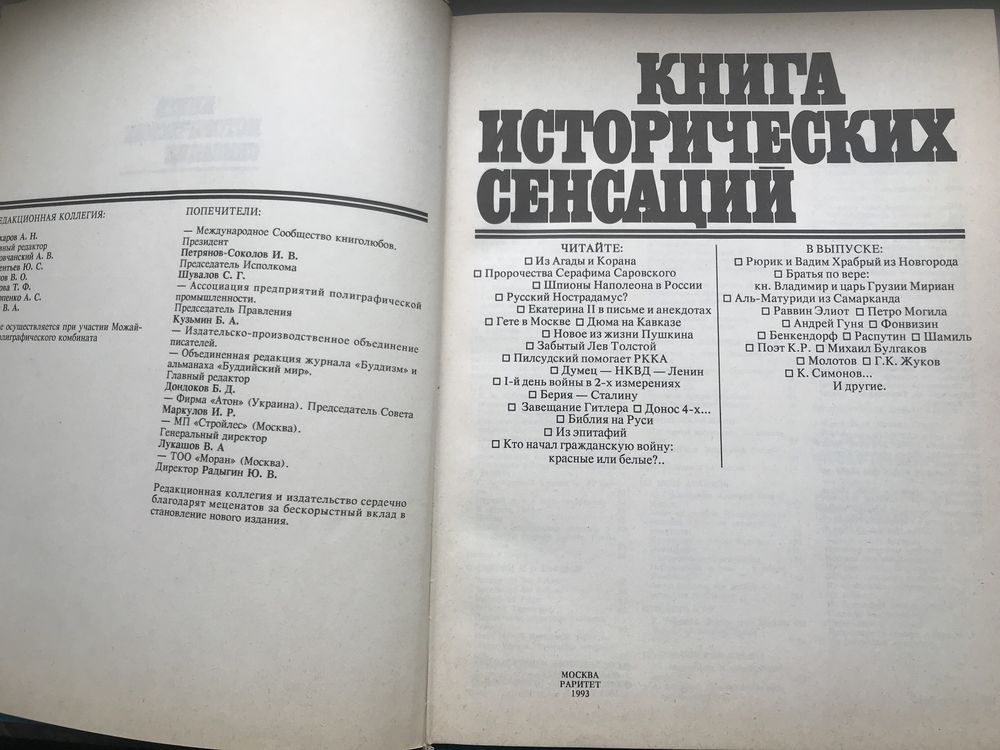 РЕДАКЦИОННАЯ КОЛЛЕГИЯ:
А. Н.
редактор
А. В.
Ю. С.
В. О.
Т. Ф.
А. С.
В. А.
осуществляется при участии Можай-
комбината
ПОПЕЧИТЕЛИ:
— Международное Сообщество книголюбов.
Президент
Петрянов-Соколов И. В.
Председатель Исполкома
Шувалов С. Г.
— Ассоциация предприятий полиграфической
промышленности.
Председатель Правления
Кузьмин Б. А.
— Издательско-производственное объединение
писателей.
— Объединенная редакция журнала «Буддизм» и
альманаха «Буддийский мир».
Главный редактор
Дондоков Б. Д.
— Фирма «Атон» (Украина). Председатель Совета
Маркулов И. Р.
— МП «Стройлес» (Москва).
Генеральный директор
Лукашов В. А
— ТОО «Моран» (Москва).
Директор Радыгин Ю. В.
Редакционная коллегия и издательство сердечно
благодарят меценатов за бескорыстный вклад в
становление нового издания.
КНИГА
ИСТОРИЧЕСКИХ
СЕНСАЦИЙ
ЧИТАЙТЕ:
□ Из Агады и Корана
□ Пророчества Серафима Саровского
□ Шпионы Наполеона в России
□ Русский Нострадамус?
□ Екатерина II в письме и анекдотах
□ Гете в Москве □ Дюма на Кавказе
□ Новое из жизни Пушкина
□ Забытый Лев Толстой
□ Пилсудский помогает РККА
□ Думец — НКВД — Ленин
□ I-й день войны в 2-х измерениях
□ Берия — Сталину
□ Завещание Гитлера □ Донос 4-х...
□ Библия на Руси
□ Из эпитафий
□ Кто начал гражданскую войну:
красные или белые?..
В ВЫПУСКЕ:
□ Рюрик и Вадим Храбрый из Новгорода
□ Братья по вере:
кн. Владимир и царь Грузии Мириан
□ Аль-Матуриди из Самарканда
□ Раввин Элиот □ Петро Могила
□ Андрей Гуня □ Фонвизин
□ Бенкендорф □ Распутин □ Шамиль
□ Поэт К.Р. □ Михаил Булгаков
□ Молотов □ Г.К. Жуков
□ К. Симонов...
И другие.
МОСКВА
РАРИТЕТ
1993